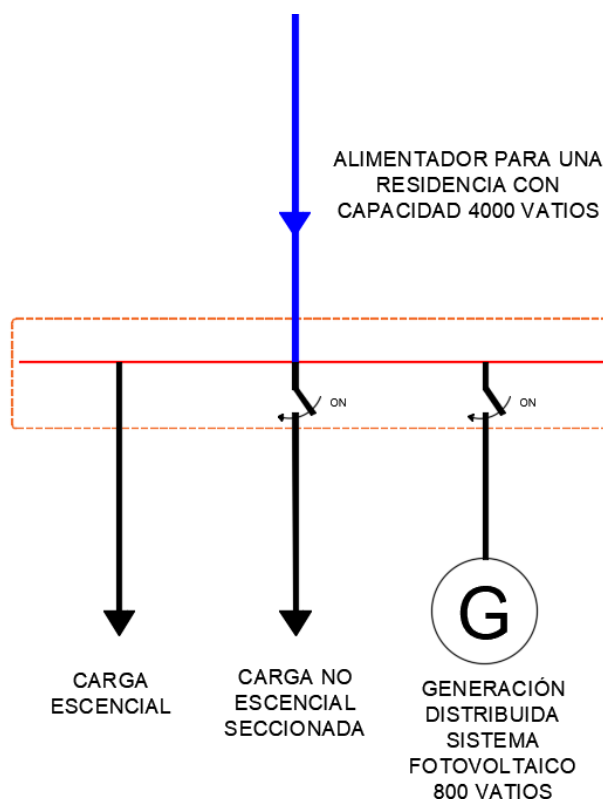 ALIMENTADOR PARA UNA
RESIDENCIA CON
CAPACIDAD 4000 VATIOS
ON
ON
G
CARGA
ESCENCIAL
CARGA NO
ESCENCIAL
SECCIONADA
GENERACIÓN
DISTRIBUIDA
SISTEMA
FOTOVOLTAICO
800 VATIOS